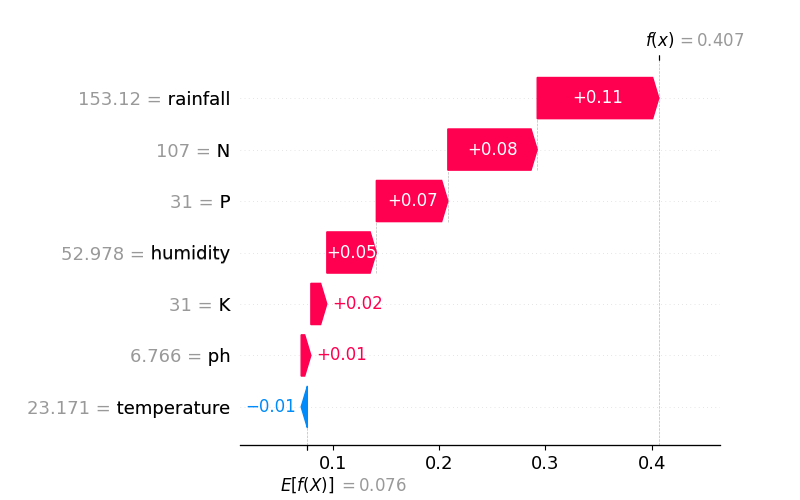 f(x) = 0.407
153.12 = rainfall
+0.11
107 = N
+0.08
31 = P
+0.07
52.978 = humidity
+0.05
31 = K
+0.02
6.766 = ph
+0.01
23.171 = temperature
−0.01
0.1 0.2 0.3 0.4
E[f(X)] = 0.076